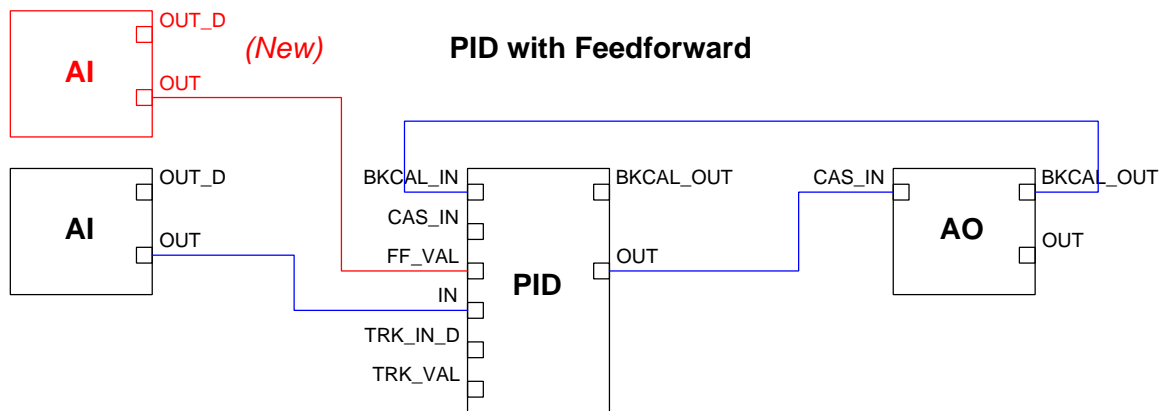 OUT_D
(New)
PID with Feedforward
AI
OUT
OUT_D
AI
OUT
BKCAL_IN
CAS_IN
FF_VAL
IN
TRK_IN_D
TRK_VAL
PID
BKCAL_OUT
OUT
CAS_IN
AO
BKCAL_OUT
OUT